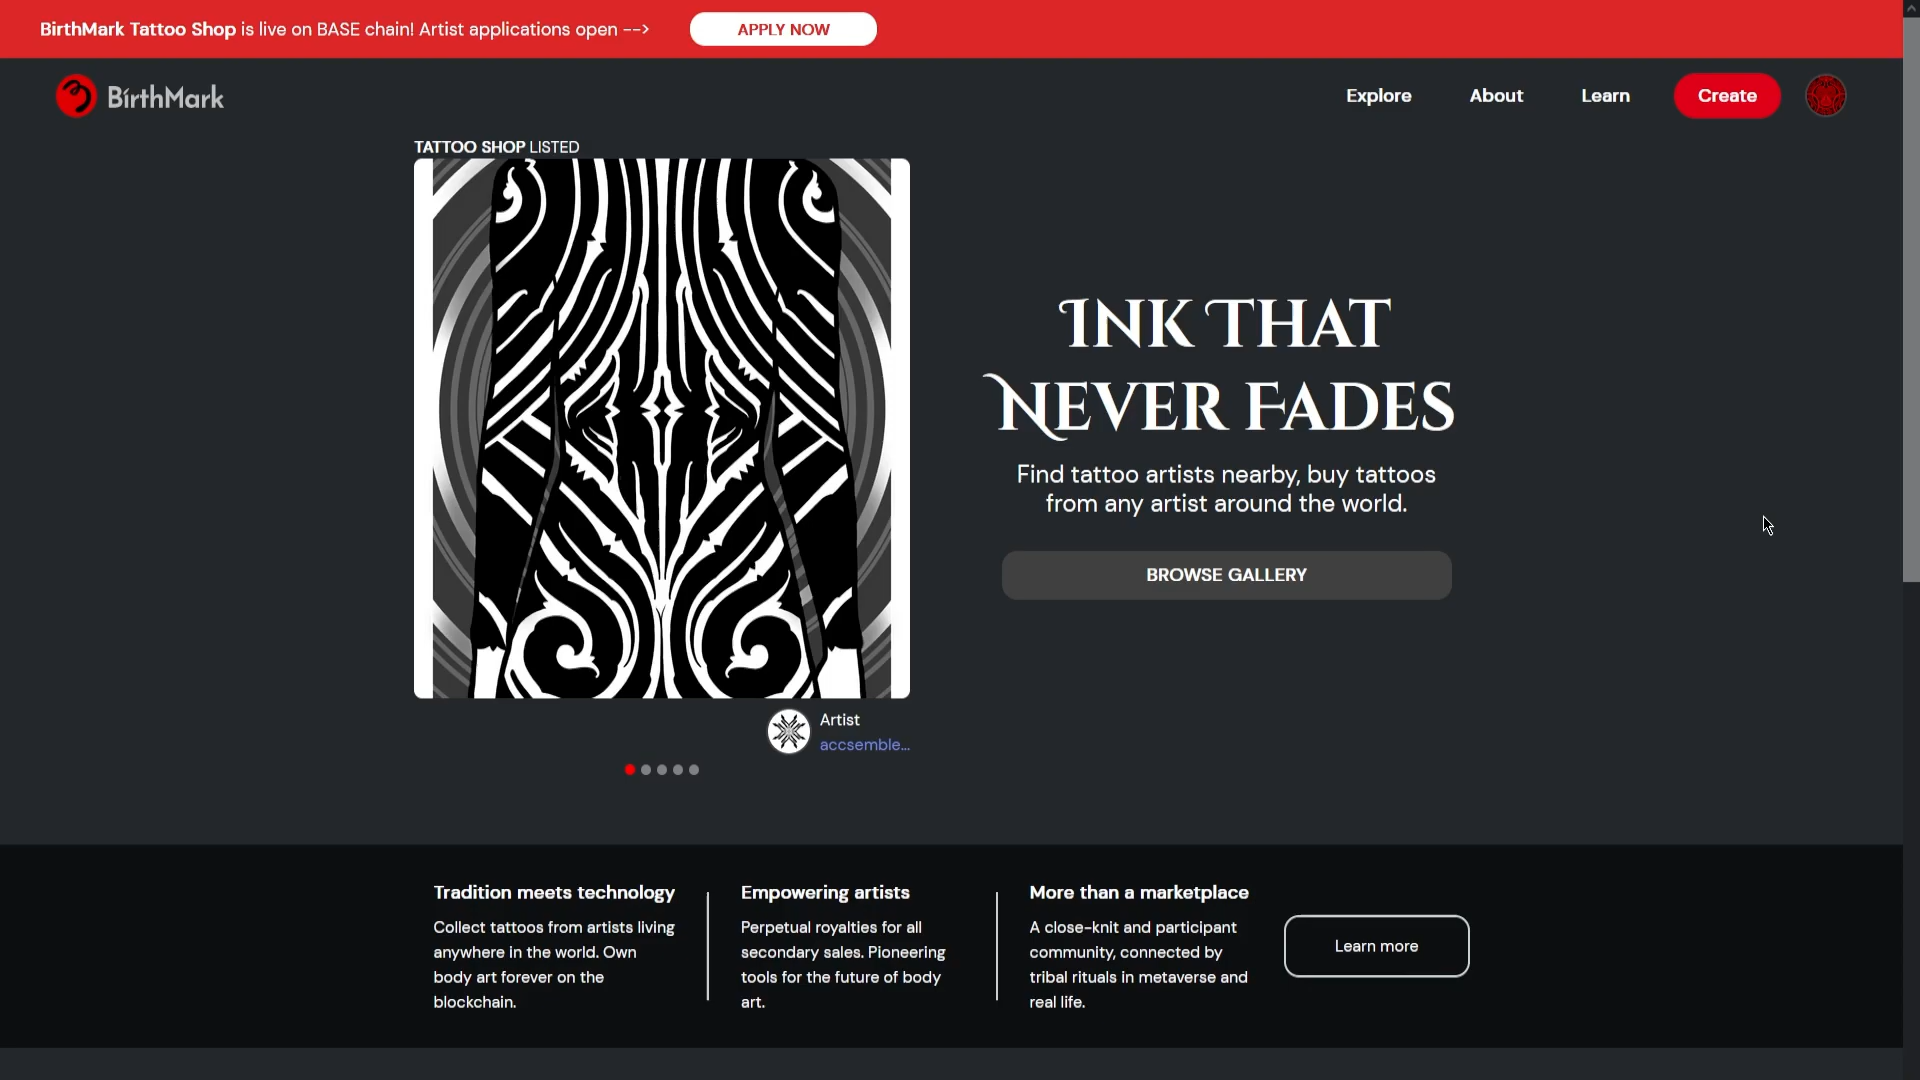 BirthMark Tattoo Shop is live on BASE chain! Artist applications open -->
APPLY NOW
BirthMark
Explore
About
Learn
Create
TATTOO SHOP LISTED
INK THAT
NEVER FADES
Find tattoo artists nearby, buy tattoos
from any artist around the world.
BROWSE GALLERY
Artist
accsemble...
Tradition meets technology
Collect tattoos from artists living
anywhere in the world. Own
body art forever on the
blockchain.
Empowering artists
Perpetual royalties for all
secondary sales. Pioneering
tools for the future of body
art.
More than a marketplace
A close-knit and participant
community, connected by
tribal rituals in metaverse and
real life.
Learn more